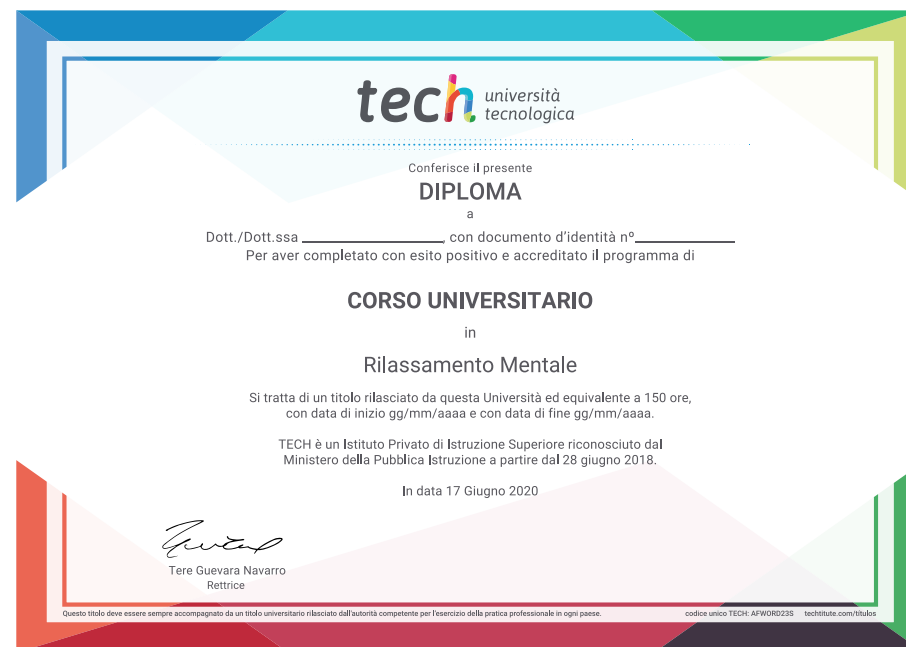 tech università
tecnologica
Conferisce il presente
DIPLOMA
a
Dott./Dott.ssa ____________________, con documento d'identità nº______________
Per aver completato con esito positivo e accreditato il programma di
CORSO UNIVERSITARIO
in
Rilassamento Mentale
Si tratta di un titolo rilasciato da questa Università ed equivalente a 150 ore,
con data di inizio gg/mm/aaaa e con data di fine gg/mm/aaaa.
TECH è un Istituto Privato di Istruzione Superiore riconosciuto dal
Ministero della Pubblica Istruzione a partire dal 28 giugno 2018.
In data 17 Giugno 2020
Tere Guevara Navarro
Rettrice
Questo titolo deve essere sempre accompagnato da un titolo universitario rilasciato dall'autorità competente per l'esercizio della pratica professionale in ogni paese. codice unico TECH: AFWORD23S techtitute.com/títulos